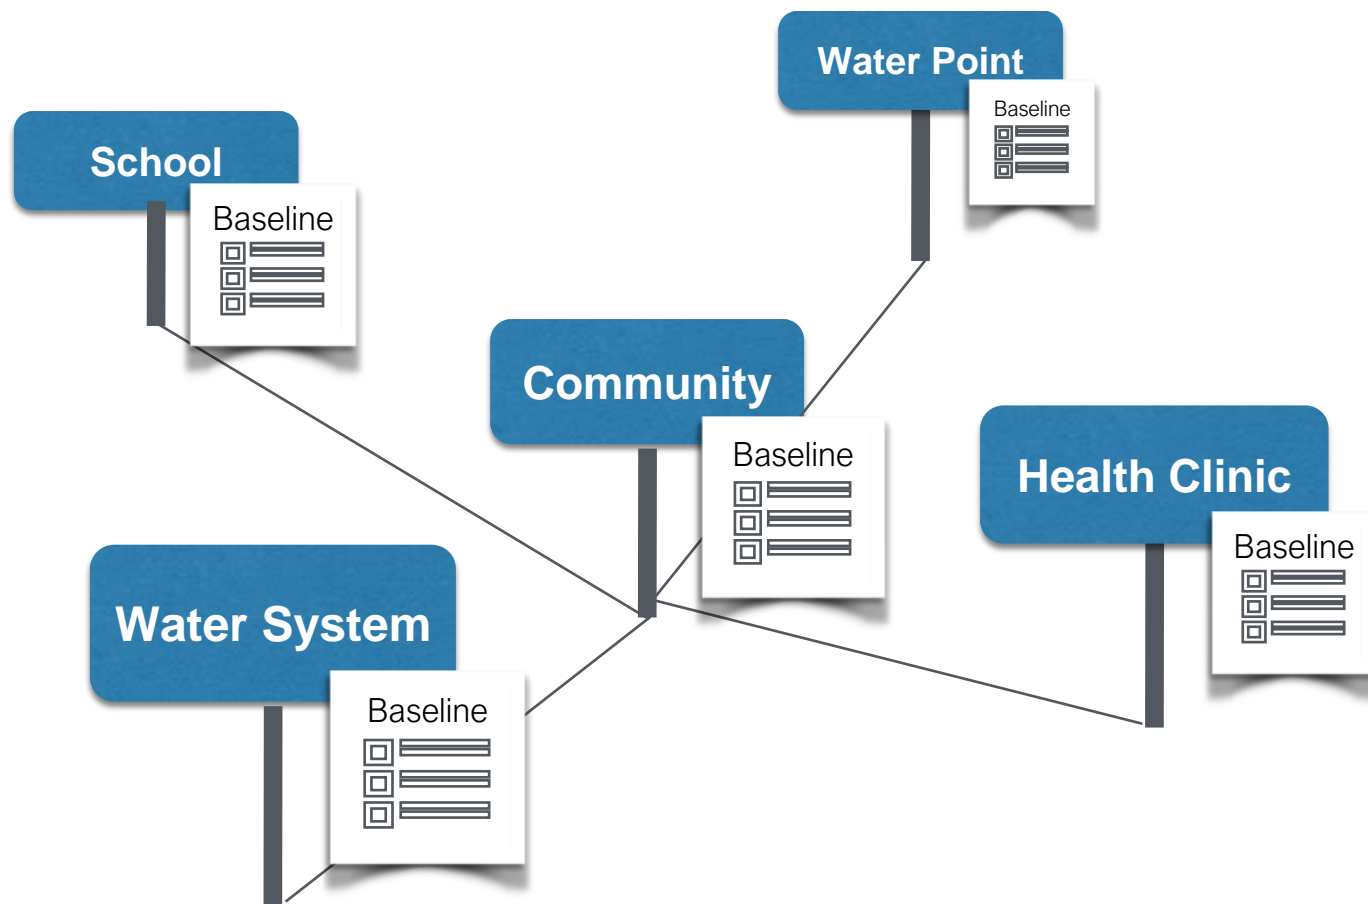 Water Point
Baseline
School
Baseline
Community
Baseline
Health Clinic
Baseline
Water System
Baseline